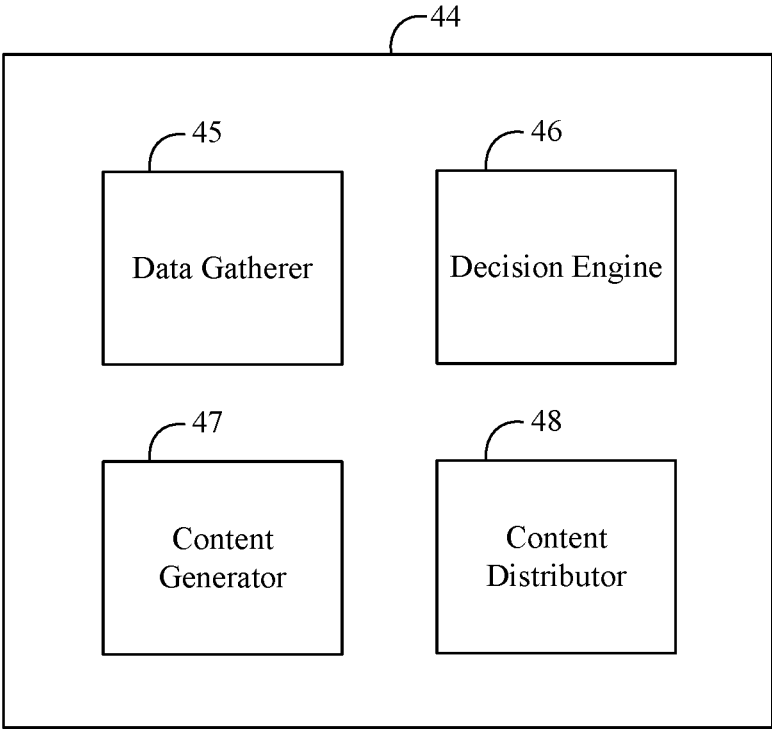 44
45
46
Data Gatherer
Decision Engine
47
48
Content
Generator
Content
Distributor